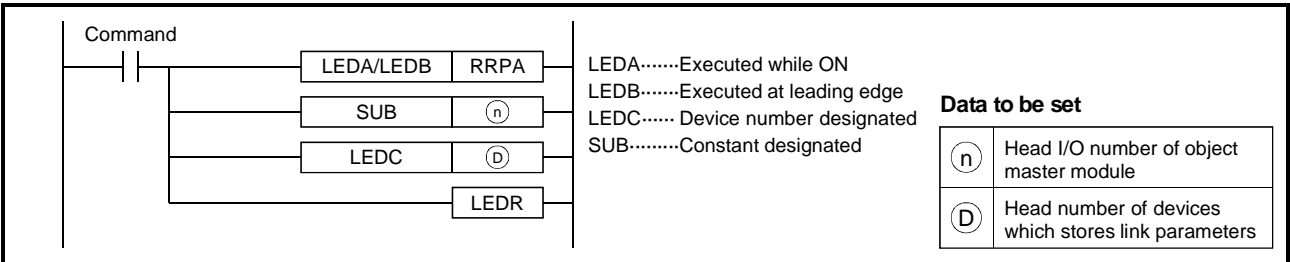 Command
LEDA/LEDB RRPA
SUB n
LEDC D
LEDR
LEDA·······Executed while ON
LEDB·······Executed at leading edge
LEDC······ Device number designated
SUB·········Constant designated
Data to be set
n Head I/O number of object
master module
D Head number of devices
which stores link parameters